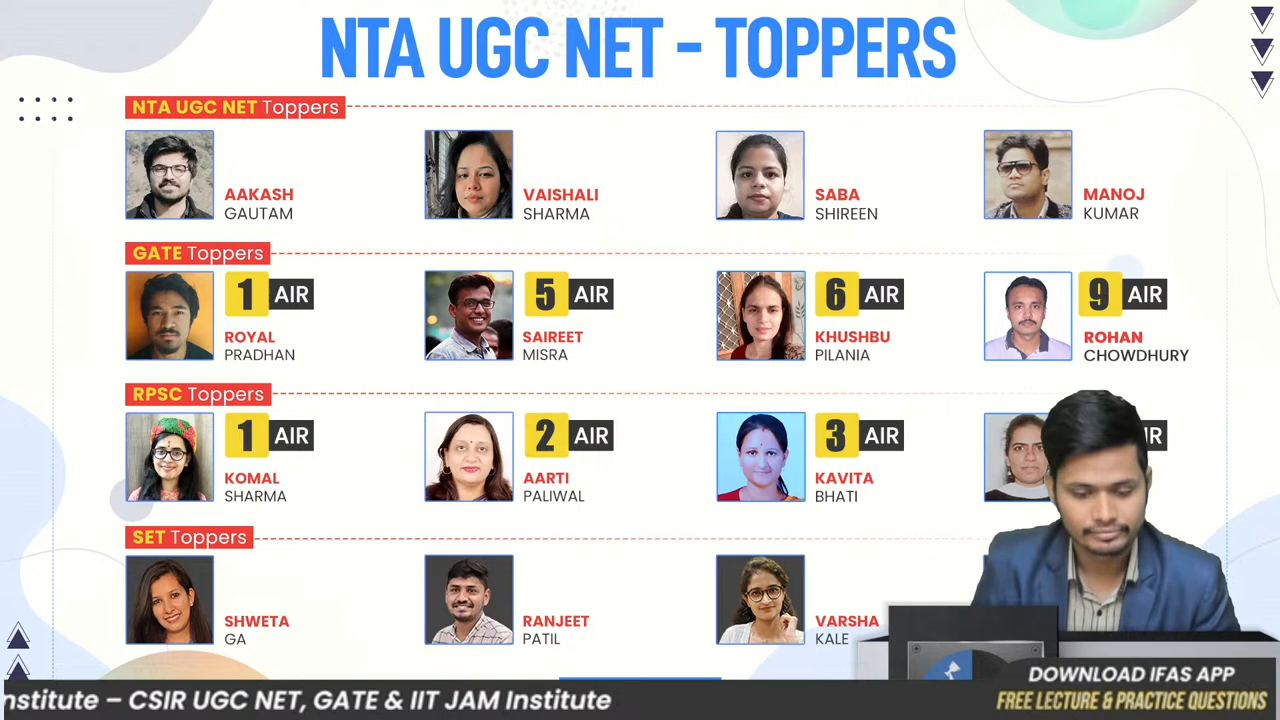 NTA UGC NET - TOPPERS
NTA UGC NET Toppers
AAKASH
GAUTAM
VAISHALI
SHARMA
SABA
SHIREEN
MANOJ
KUMAR
GATE Toppers
1 AIR
ROYAL
PRADHAN
5 AIR
SAIREET
MISRA
6 AIR
KHUSHBU
PILANIA
9 AIR
ROHAN
CHOWDHURY
RPSC Toppers
1 AIR
KOMAL
SHARMA
2 AIR
AARTI
PALIWAL
3 AIR
KAVITA
BHATI
SET Toppers
SHWETA
GA
RANJEET
PATIL
VARSHA
KALE
DOWNLOAD IFAS APP
FREE LECTURE & PRACTICE QUESTIONS
nstitute – CSIR UGC NET, GATE & IIT JAM Institute